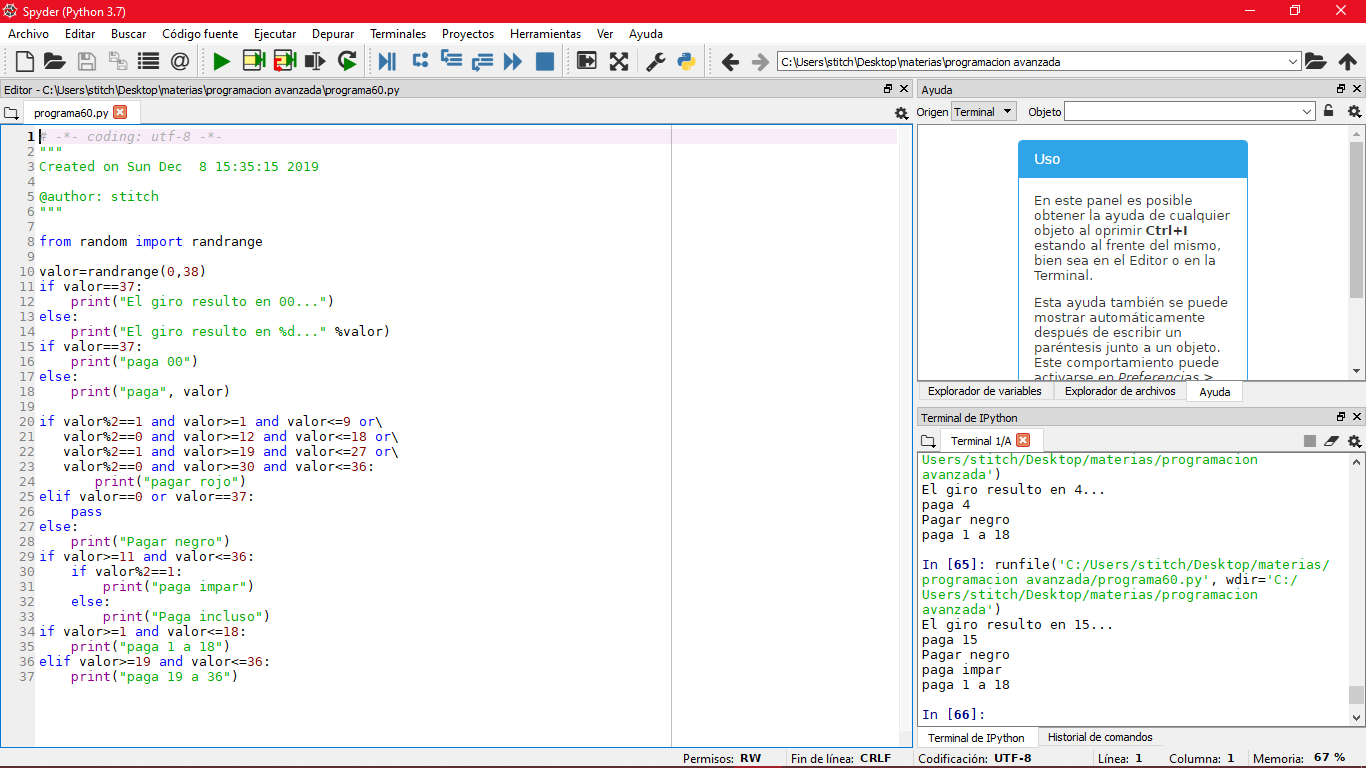 Spyder (Python 3.7)
Archivo Editar Buscar Código fuente Ejecutar Depurar Terminales Proyectos Herramientas Ver Ayuda
C:\Users\stitch\Desktop\materias\programacion avanzada
Editor - C:\Users\stitch\Desktop\materias\programacion avanzada\programa60.py
programa60.py
1 # -*- coding: utf-8 -*-
2 """
3 Created on Sun Dec  8 15:35:15 2019
4
5 @author: stitch
6 """
7
8 from random import randrange
9
10 valor=randrange(0,38)
11 if valor==37:
12     print("El giro resulto en 00...")
13 else:
14     print("El giro resulto en %d..." %valor)
15 if valor==37:
16     print("paga 00")
17 else:
18     print("paga", valor)
19
20 if valor%2==1 and valor>=1 and valor<=9 or\
21    valor%2==0 and valor>=12 and valor<=18 or\
22    valor%2==1 and valor>=19 and valor<=27 or\
23    valor%2==0 and valor>=30 and valor<=36:
24        print("pagar rojo")
25 elif valor==0 or valor==37:
26     pass
27 else:
28     print("Pagar negro")
29 if valor>=11 and valor<=36:
30     if valor%2==1:
31         print("paga impar")
32     else:
33         print("Paga incluso")
34 if valor>=1 and valor<=18:
35     print("paga 1 a 18")
36 elif valor>=19 and valor<=36:
37     print("paga 19 a 36")
Ayuda
Origen Terminal Objeto
Uso
En este panel es posible
obtener la ayuda de cualquier
objeto al oprimir Ctrl+I
estando al frente del mismo,
bien sea en el Editor o en la
Terminal.
Esta ayuda también se puede
mostrar automáticamente
después de escribir un
paréntesis junto a un objeto.
Este comportamiento puede
activarse en Preferencias >
Explorador de variables Explorador de archivos Ayuda
Terminal de IPython
Terminal 1/A
Users/stitch/Desktop/materias/programacion
avanzada')
El giro resulto en 4...
paga 4
Pagar negro
paga 1 a 18
In [65]: runfile('C:/Users/stitch/Desktop/materias/
programacion avanzada/programa60.py', wdir='C:/
Users/stitch/Desktop/materias/programacion
avanzada')
El giro resulto en 15...
paga 15
Pagar negro
paga impar
paga 1 a 18
In [66]:
Terminal de IPython Historial de comandos
Permisos: RW Fin de línea: CRLF Codificación: UTF-8 Línea: 1 Columna: 1 Memoria: 67 %